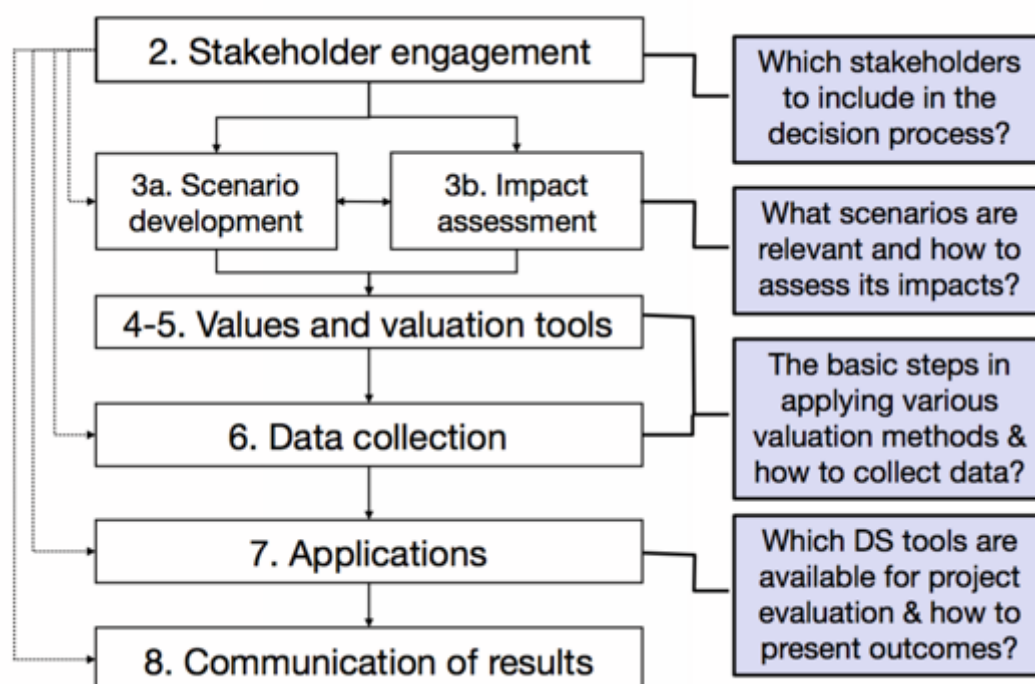 2. Stakeholder engagement
Which stakeholders
to include in the
decision process?
3a. Scenario
development
3b. Impact
assessment
What scenarios are
relevant and how to
assess its impacts?
4-5. Values and valuation tools
The basic steps in
applying various
valuation methods &
how to collect data?
6. Data collection
7. Applications
Which DS tools are
available for project
evaluation & how to
present outcomes?
8. Communication of results